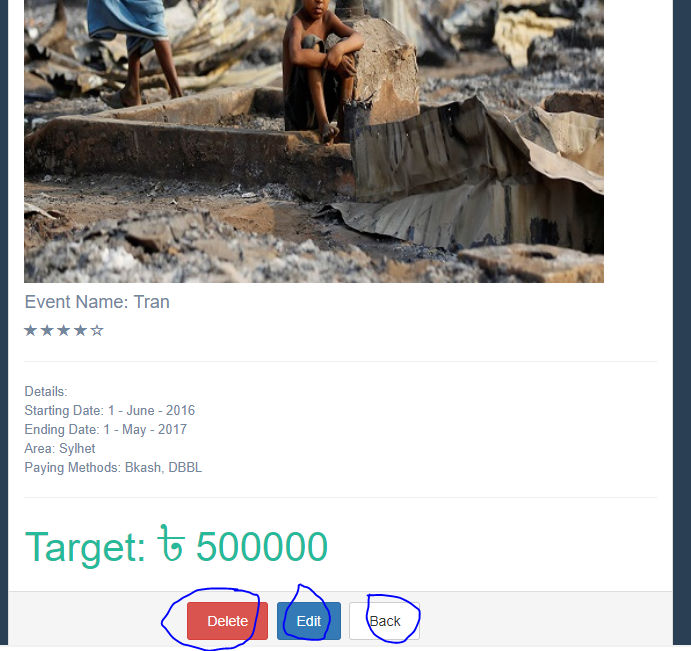 Event Name: Tran
★★★★☆
Details:
Starting Date: 1 - June - 2016
Ending Date: 1 - May - 2017
Area: Sylhet
Paying Methods: Bkash, DBBL
Target: ৳ 500000
Delete Edit Back